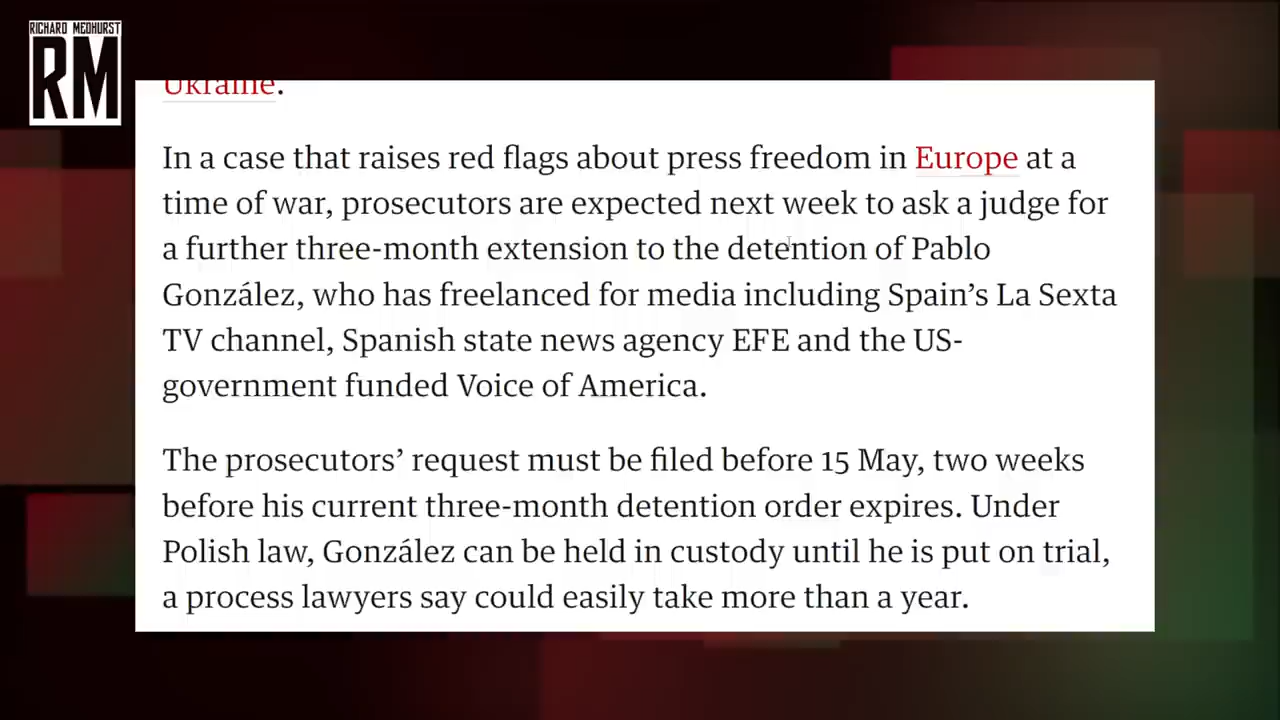 RICHARD MEDHURST
RM
Ukraine.
In a case that raises red flags about press freedom in Europe at a
time of war, prosecutors are expected next week to ask a judge for
a further three-month extension to the detention of Pablo
González, who has freelanced for media including Spain’s La Sexta
TV channel, Spanish state news agency EFE and the US-
government funded Voice of America.
The prosecutors’ request must be filed before 15 May, two weeks
before his current three-month detention order expires. Under
Polish law, González can be held in custody until he is put on trial,
a process lawyers say could easily take more than a year.